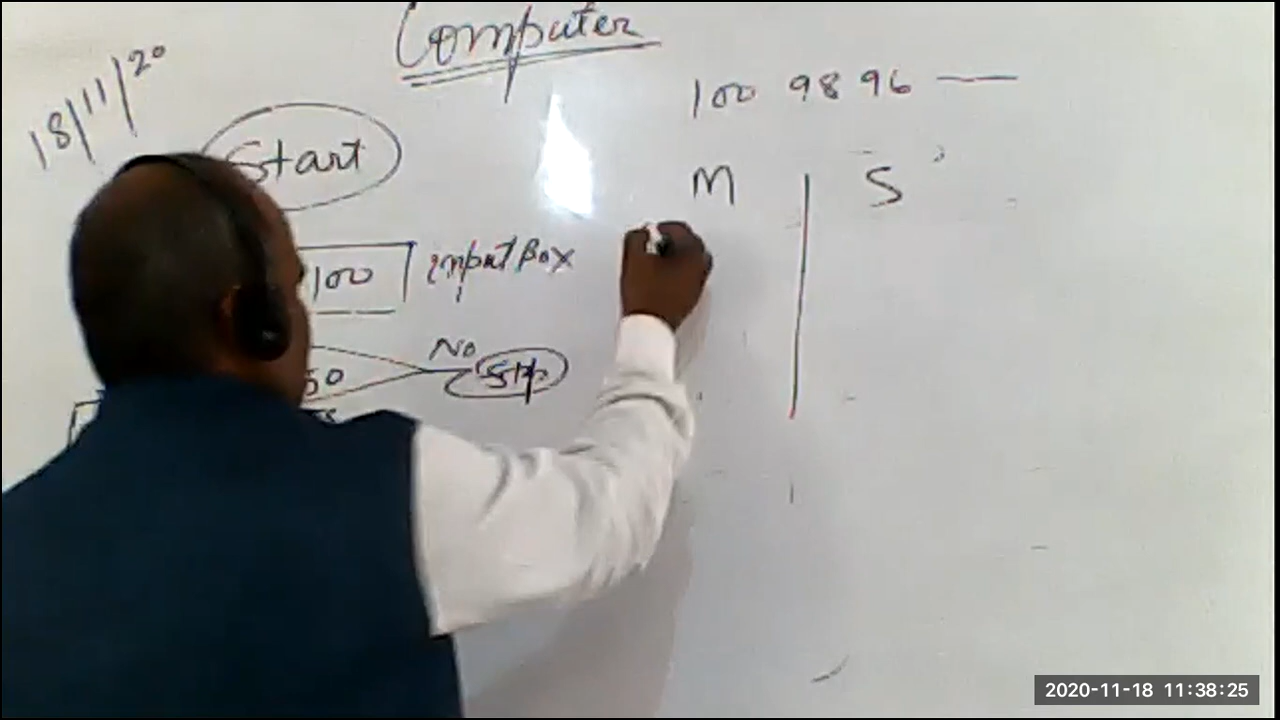 Computer
18/11/20
100 98 96
Start
M S
100 Input Box
No
50 Stop
2020-11-18 11:38:25